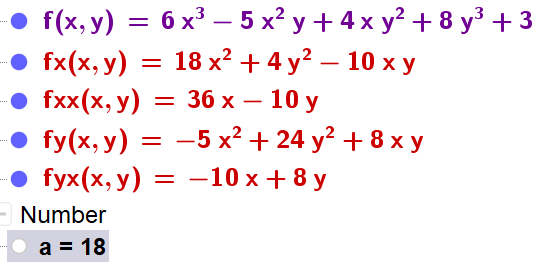 f(x, y) = 6 x³ – 5 x² y + 4 x y² + 8 y³ + 3
fx(x, y) = 18 x² + 4 y² – 10 x y
fxx(x, y) = 36 x – 10 y
fy(x, y) = –5 x² + 24 y² + 8 x y
fyx(x, y) = –10 x + 8 y
Number
a = 18